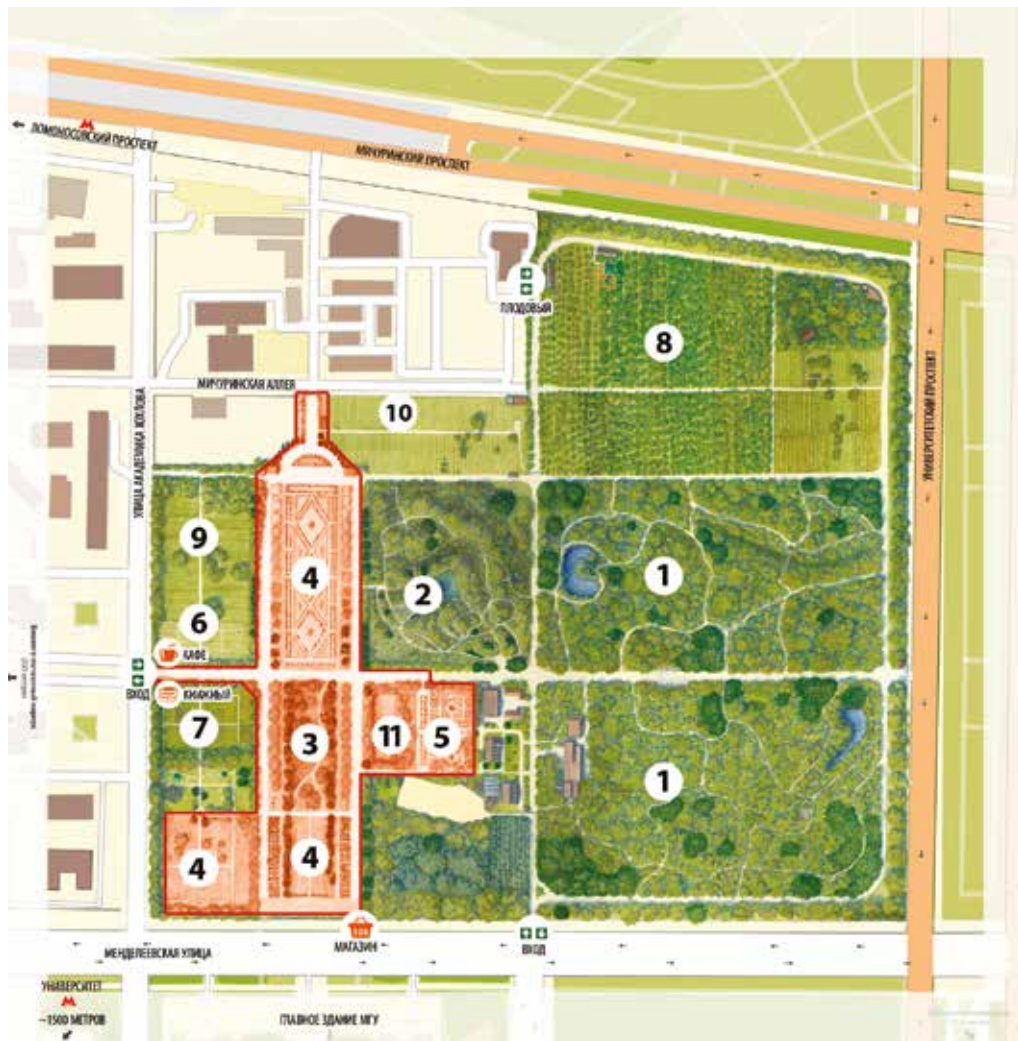 ← ЛОМОНОСОВСКИЙ ПРОСПЕКТ
МИЧУРИНСКИЙ ПРОСПЕКТ
ПЛОДОВЫЙ
8
МИЧУРИНСКАЯ АЛЛЕЯ
УЛИЦА АКАДЕМИКА ХОХЛОВА
УНИВЕРСИТЕТСКИЙ ПРОСПЕКТ
10
9
4
2
1
6
КАФЕ
ВХОД
КНИЖНЫЙ
7
3
11
5
1
4
4
МАГАЗИН
ВХОД
МЕНДЕЛЕЕВСКАЯ УЛИЦА
УНИВЕРСИТЕТ
~1500 МЕТРОВ
ГЛАВНОЕ ЗДАНИЕ МГУ